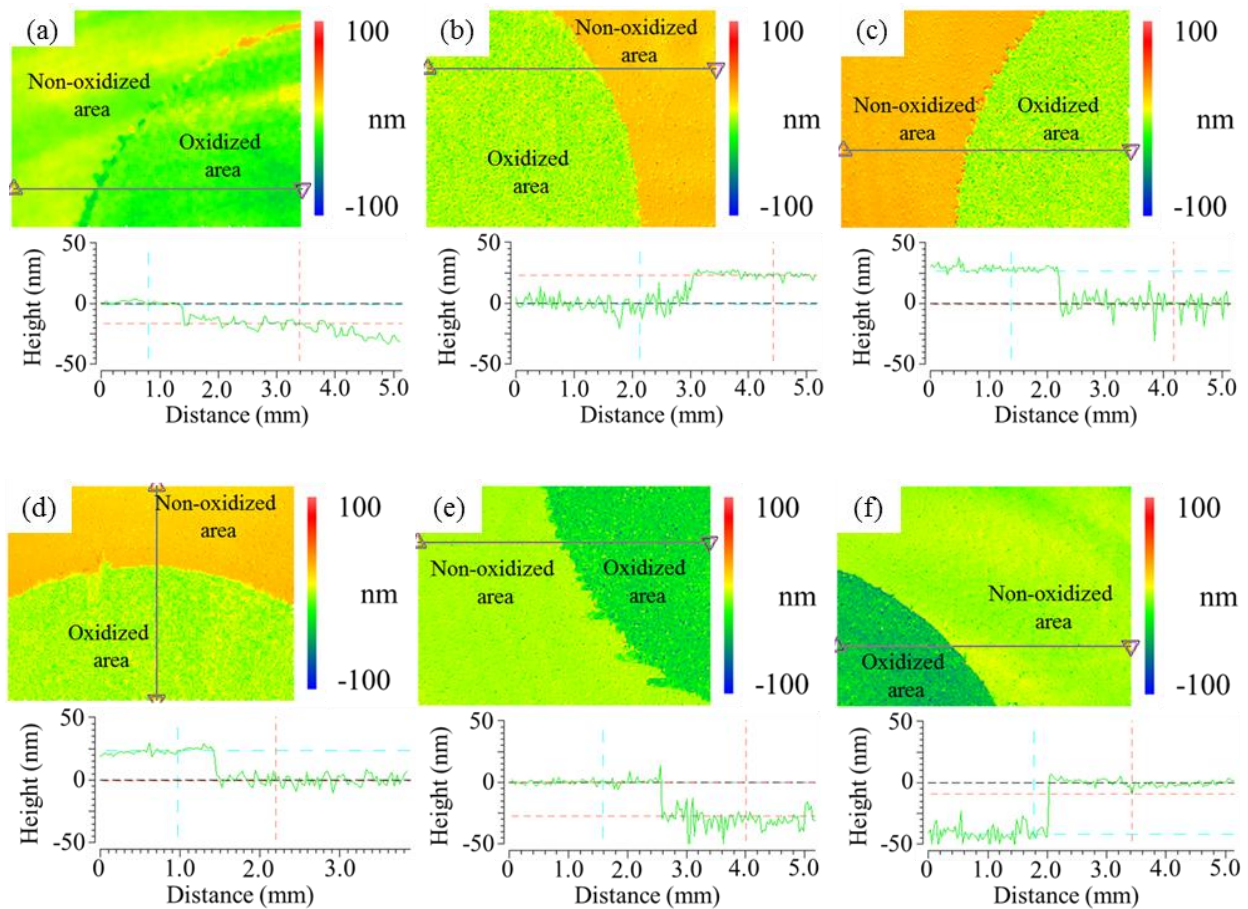 (a)
Non-oxidized
area
Oxidized
area
100
nm
-100
50
0
-50
Height (nm)
0 1.0 2.0 3.0 4.0 5.0
Distance (mm)
(b)
Non-oxidized
area
Oxidized
area
100
nm
-100
50
0
-50
Height (nm)
0 1.0 2.0 3.0 4.0 5.0
Distance (mm)
(c)
Non-oxidized
area
Oxidized
area
100
nm
-100
50
0
-50
Height (nm)
0 1.0 2.0 3.0 4.0 5.0
Distance (mm)
(d)
Non-oxidized
area
Oxidized
area
100
nm
-100
50
0
-50
Height (nm)
0 1.0 2.0 3.0
Distance (mm)
(e)
Non-oxidized
area
Oxidized
area
100
nm
-100
50
0
-50
Height (nm)
0 1.0 2.0 3.0 4.0 5.0
Distance (mm)
(f)
Non-oxidized
area
Oxidized
area
100
nm
-100
50
0
-50
Height (nm)
0 1.0 2.0 3.0 4.0 5.0
Distance (mm)